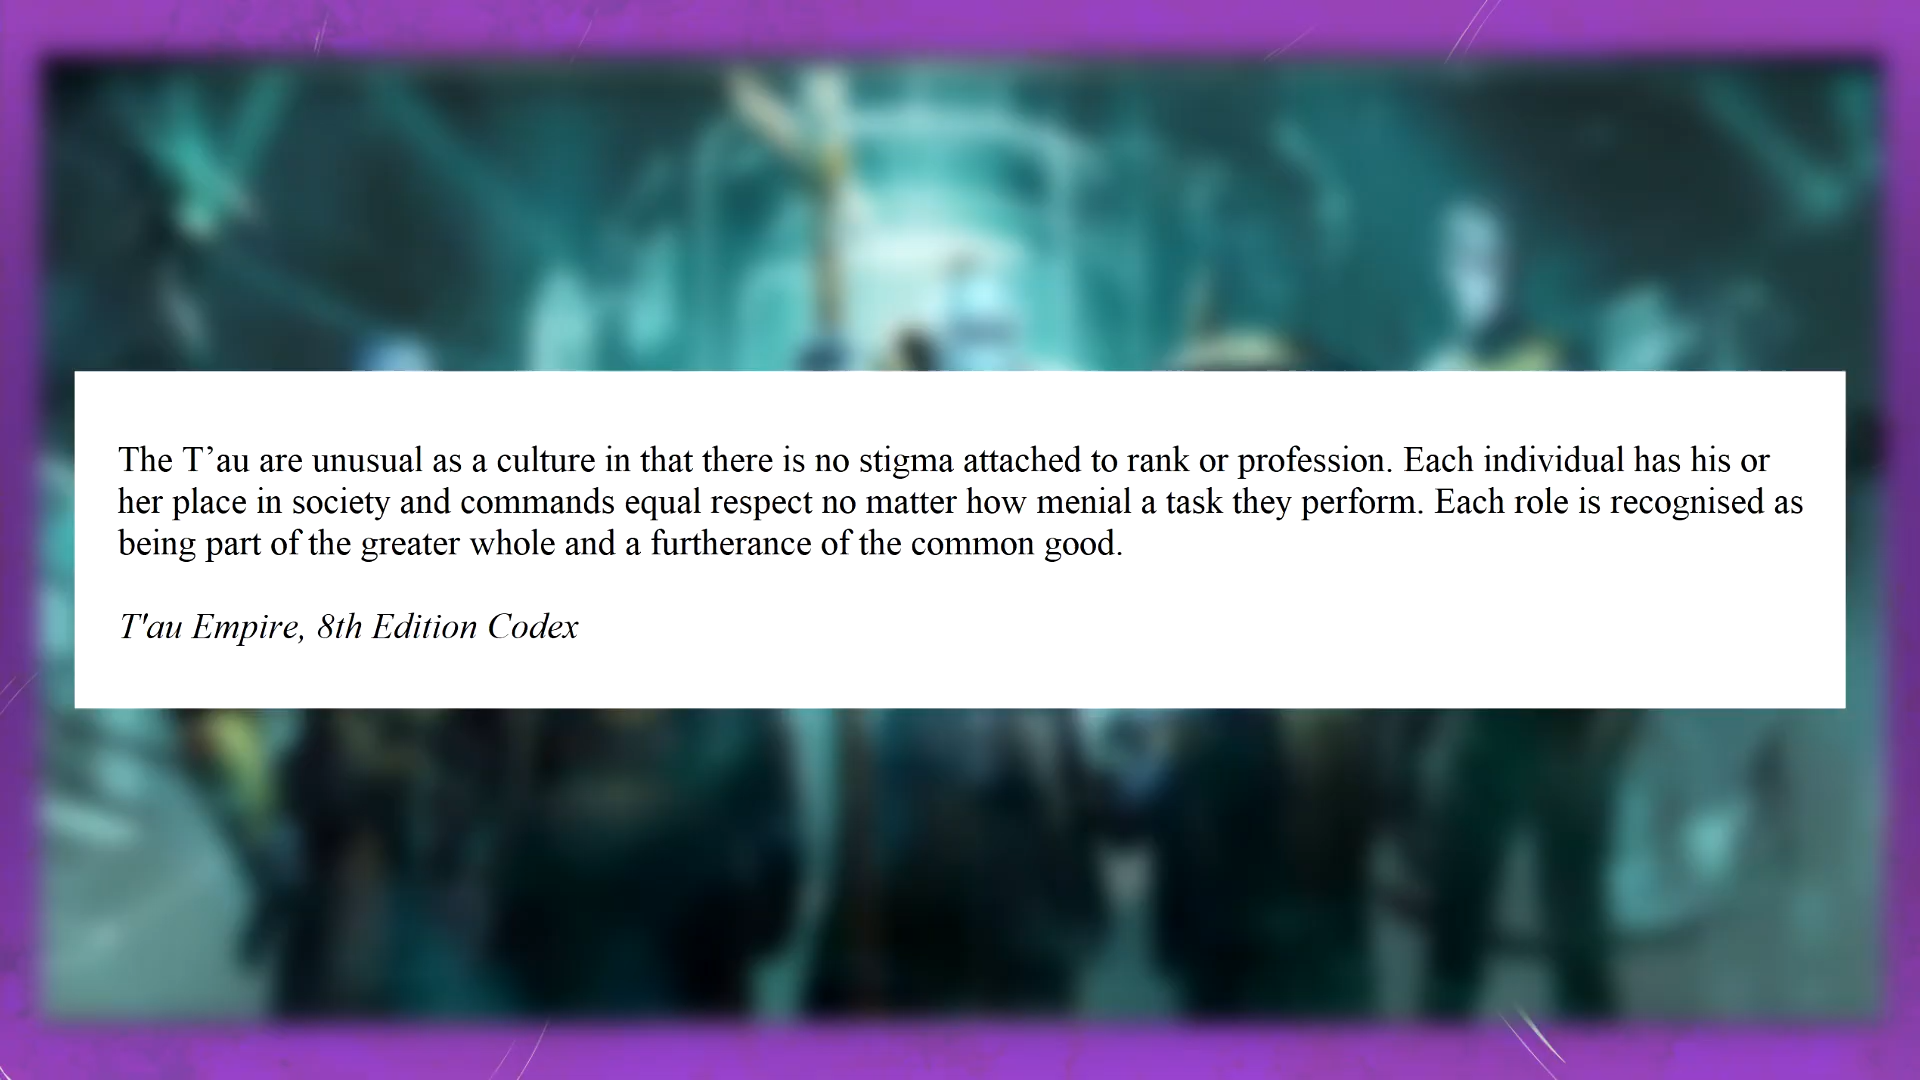 The T’au are unusual as a culture in that there is no stigma attached to rank or profession. Each individual has his or
her place in society and commands equal respect no matter how menial a task they perform. Each role is recognised as
being part of the greater whole and a furtherance of the common good.
T'au Empire, 8th Edition Codex